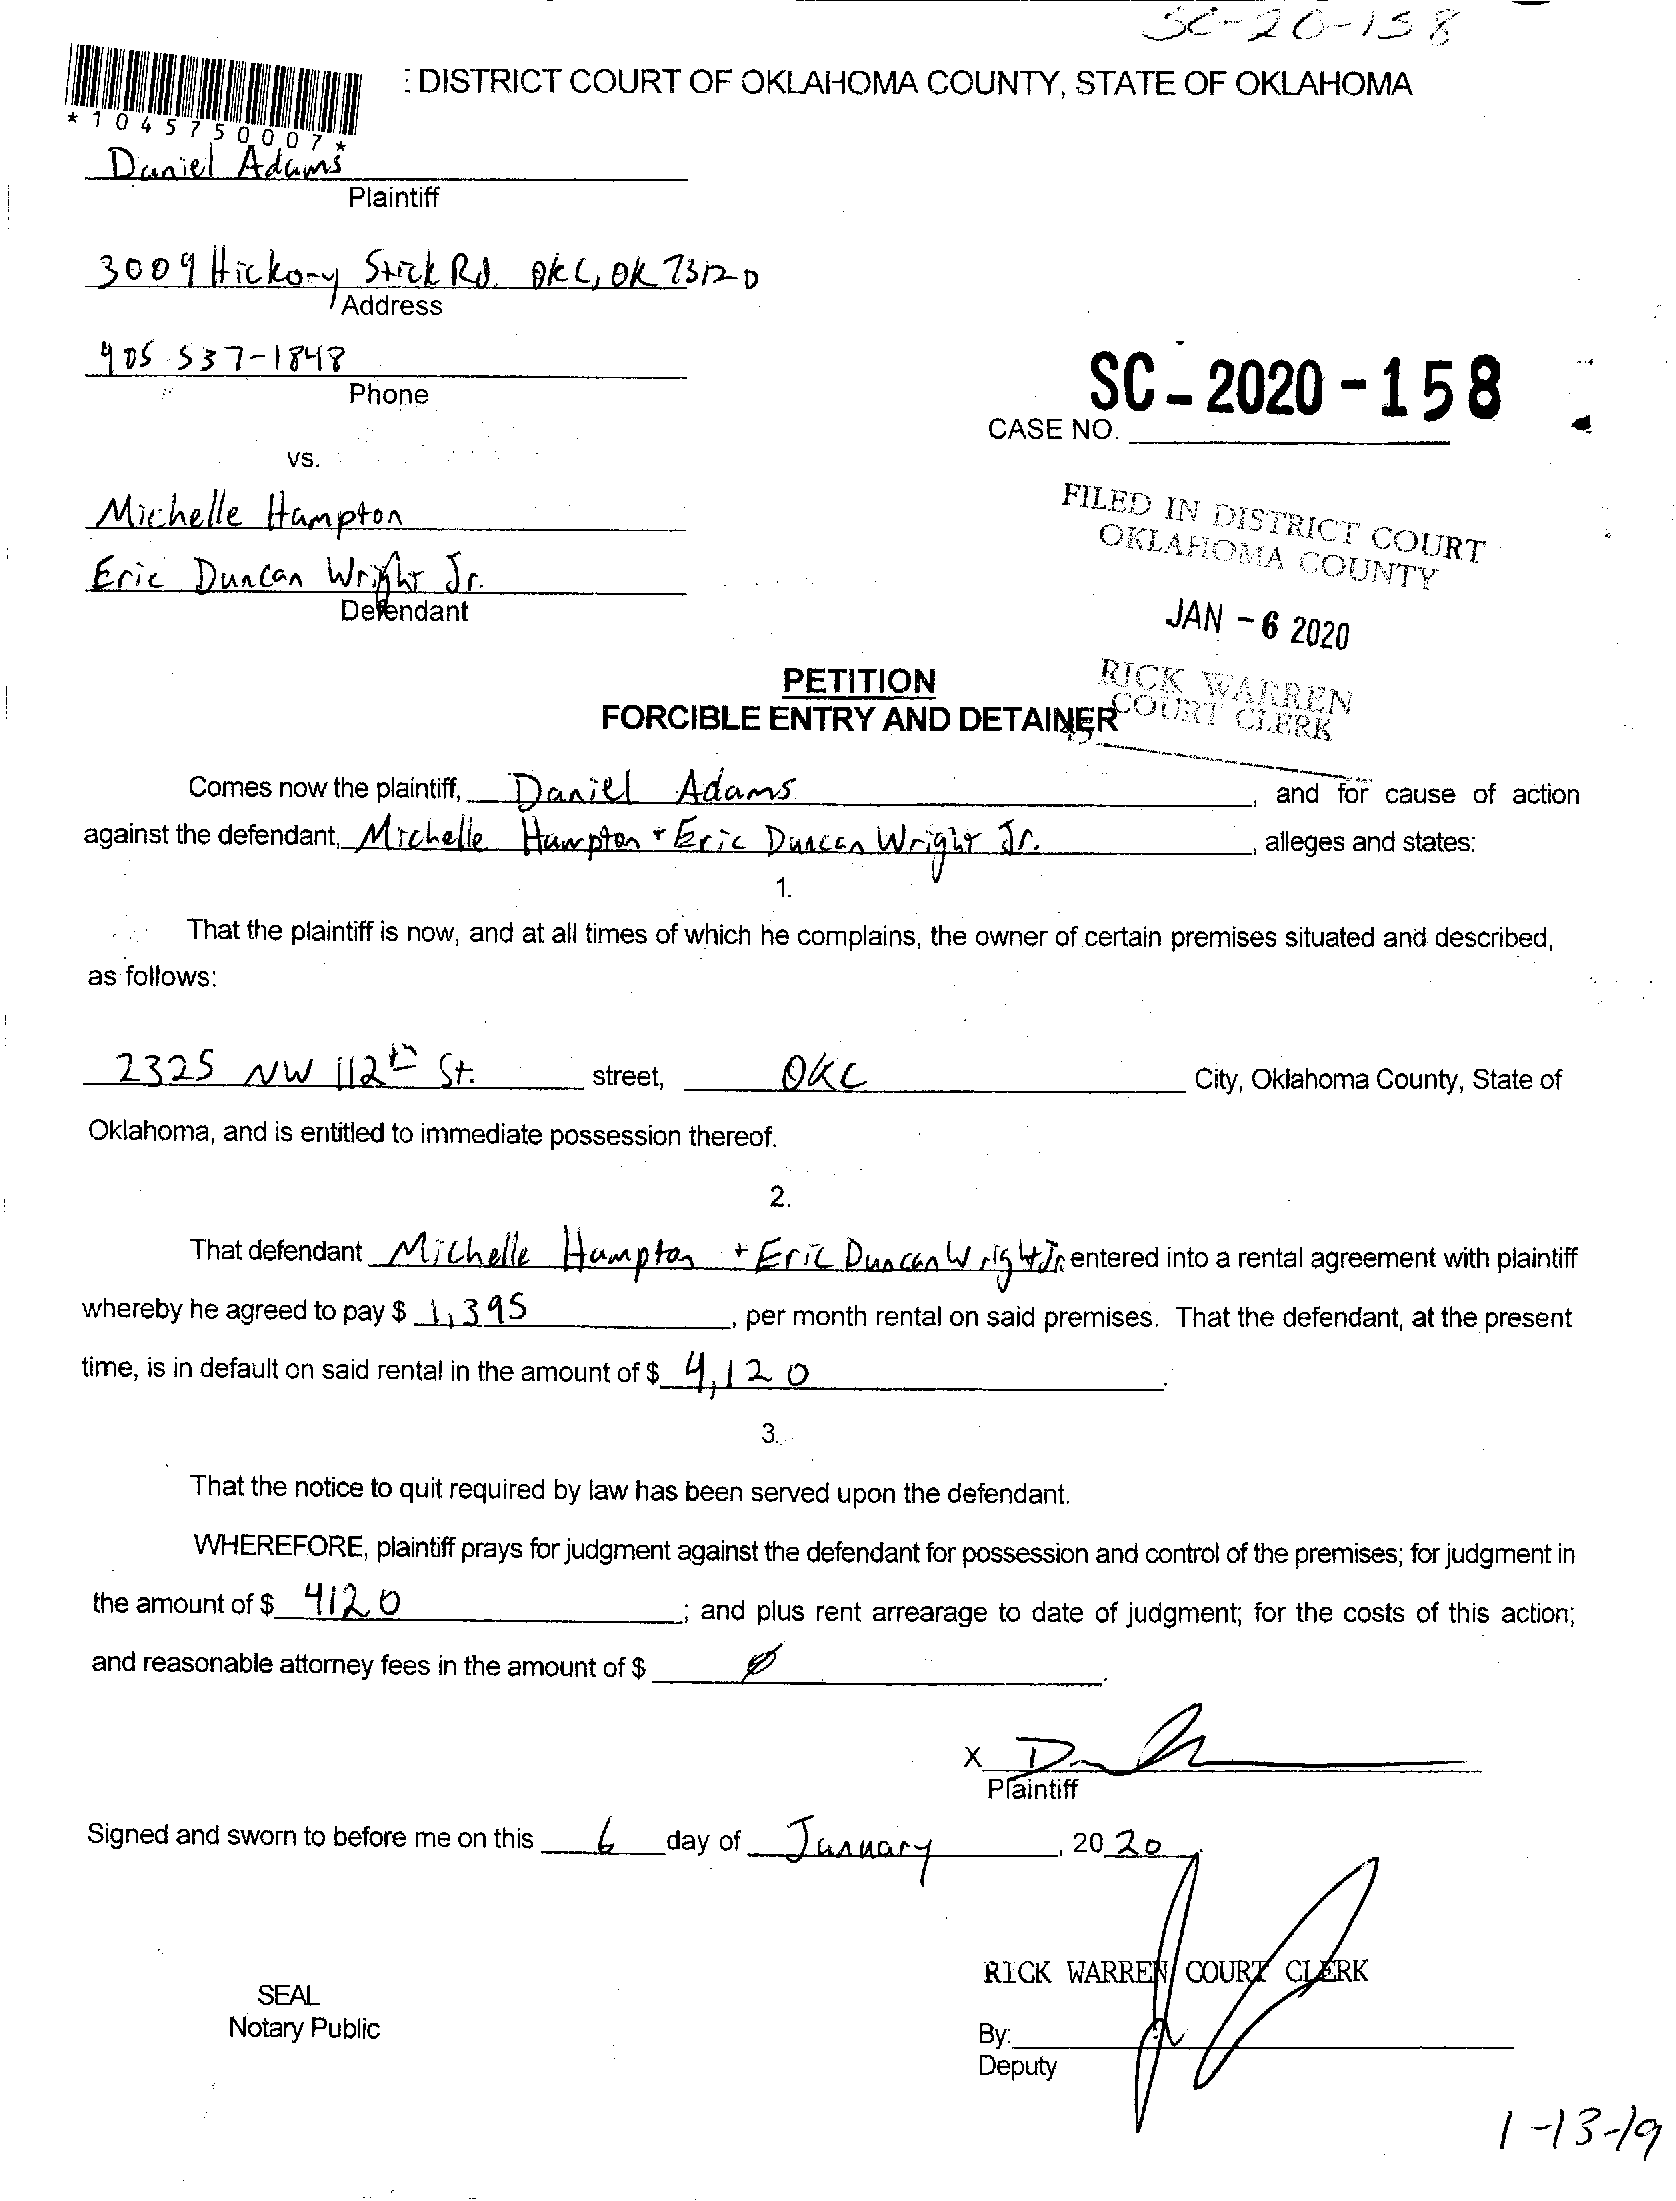 SC-20-158
: DISTRICT COURT OF OKLAHOMA COUNTY, STATE OF OKLAHOMA
*1045750007*
Daniel Adams
Plaintiff
3009 Hickory Stick Rd. OKC, OK 73120
Address
405 537-1848
Phone
SC-2020-158
CASE NO.
vs.
Michelle Hampton
Eric Duncan Wright Jr.
Defendant
FILED IN DISTRICT COURT
OKLAHOMA COUNTY
JAN -6 2020
RICK WARREN
COURT CLERK
PETITION
FORCIBLE ENTRY AND DETAINER
Comes now the plaintiff, Daniel Adams, and for cause of action
against the defendant, Michelle Hampton + Eric Duncan Wright Jr., alleges and states:
1.
That the plaintiff is now, and at all times of which he complains, the owner of certain premises situated and described,
as follows:
2325 NW 112th St. street, OKC City, Oklahoma County, State of
Oklahoma, and is entitled to immediate possession thereof.
2.
That defendant Michelle Hampton + Eric Duncan Wright Jr. entered into a rental agreement with plaintiff
whereby he agreed to pay $ 1,395, per month rental on said premises. That the defendant, at the present
time, is in default on said rental in the amount of $ 4,120.
3.
That the notice to quit required by law has been served upon the defendant.
WHEREFORE, plaintiff prays for judgment against the defendant for possession and control of the premises; for judgment in
the amount of $ 4120; and plus rent arrearage to date of judgment; for the costs of this action;
and reasonable attorney fees in the amount of $ Ø.
X
Plaintiff
Signed and sworn to before me on this 6 day of January, 2020.
RICK WARREN COURT CLERK
SEAL
Notary Public
By:
Deputy
1-13-19